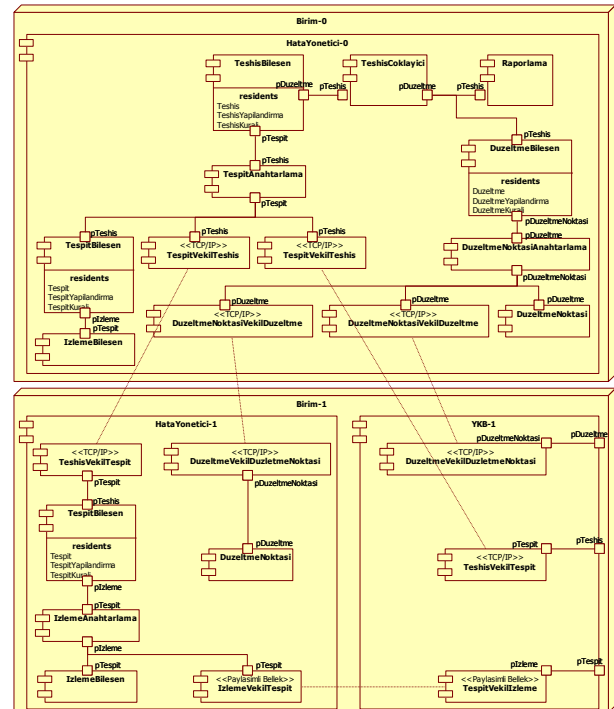 Birim-0
HataYonetici-0
TeshisBilesen
residents
Teshis
TeshisYapilandirma
TeshisKurali
pDuzeltme
pTeshis
TeshisCoklayici
pDuzeltme
pTeshis
Raporlama
pTespit
pTeshis
DuzeltmeBilesen
residents
Duzeltme
DuzeltmeYapilandirma
DuzeltmeKurali
pDuzeltmeNoktasi
pTeshis
TespitAnahtarlama
pTespit
pDuzeltme
DuzeltmeNoktasiAnahtarlama
pDuzeltmeNoktasi
pTeshis
TespitBilesen
residents
Tespit
TespitYapilandirma
TespitKurali
pIzleme
pTeshis
<<TCP/IP>>
TespitVekilTeshis
pTeshis
<<TCP/IP>>
TespitVekilTeshis
pTespit
IzlemeBilesen
pDuzeltme
<<TCP/IP>>
DuzeltmeNoktasiVekilDuzeltme
pDuzeltme
<<TCP/IP>>
DuzeltmeNoktasiVekilDuzeltme
pDuzeltme
DuzeltmeNoktasi
Birim-1
HataYonetici-1
<<TCP/IP>>
TeshisVekilTespit
pTespit
<<TCP/IP>>
DuzeltmeVekilDuzletmeNoktasi
pDuzeltmeNoktasi
pTeshis
TespitBilesen
residents
Tespit
TespitYapilandirma
TespitKurali
pIzleme
pDuzeltme
DuzeltmeNoktasi
pTespit
IzlemeAnahtarlama
pIzleme
pTespit
IzlemeBilesen
pTespit
<<Paylasimli Bellek>>
IzlemeVekilTespit
YKB-1
pDuzeltmeNoktasi
pDuzeltme
<<TCP/IP>>
DuzeltmeVekilDuzletmeNoktasi
pTespit
pTeshis
<<TCP/IP>>
TeshisVekilTespit
pIzleme
pTespit
<<Paylasimli Bellek>>
TespitVekilIzleme